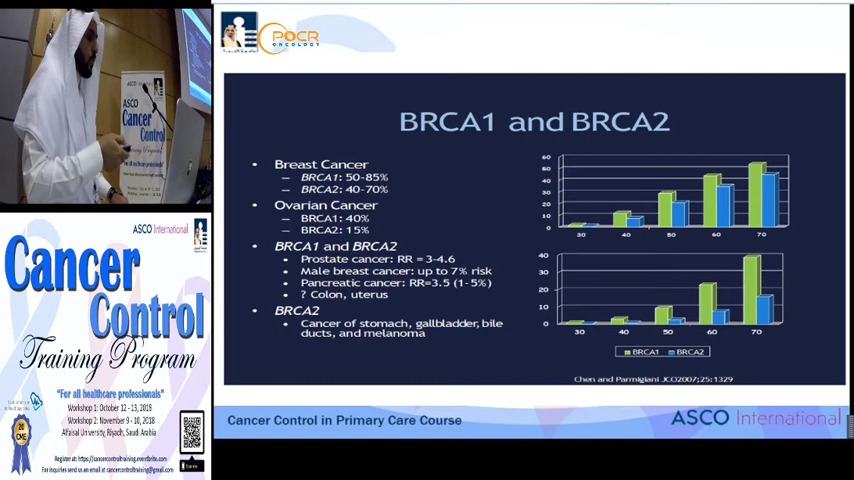 ASCO
Cancer
Control
Training Program
"For all healthcare professionals"
ASCO International
Cancer
Control
Training Program
"For all healthcare professionals"
Workshop 1: October 12 - 13, 2018
Workshop 2: November 9 - 10, 2018
Alfaisal University, Riyadh, Saudi Arabia
20
CME
Register at: https://cancercontroltraining.eventbrite.com
For inquiries send us an email at cancercontroltraining@gmail.com
POCR
ONCOLOGY
BRCA1 and BRCA2
• Breast Cancer
– BRCA1: 50-85%
– BRCA2: 40-70%
• Ovarian Cancer
– BRCA1: 40%
– BRCA2: 15%
• BRCA1 and BRCA2
• Prostate cancer: RR = 3-4.6
• Male breast cancer: up to 7% risk
• Pancreatic cancer: RR=3.5 (1-5%)
• ? Colon, uterus
• BRCA2
• Cancer of stomach, gallbladder, bile
ducts, and melanoma
60
50
40
30
20
10
0
30 40 50 60 70
40
30
20
10
0
30 40 50 60 70
BRCA1 BRCA2
Chen and Parmigiani JCO2007;25:1329
Cancer Control in Primary Care Course
ASCO International